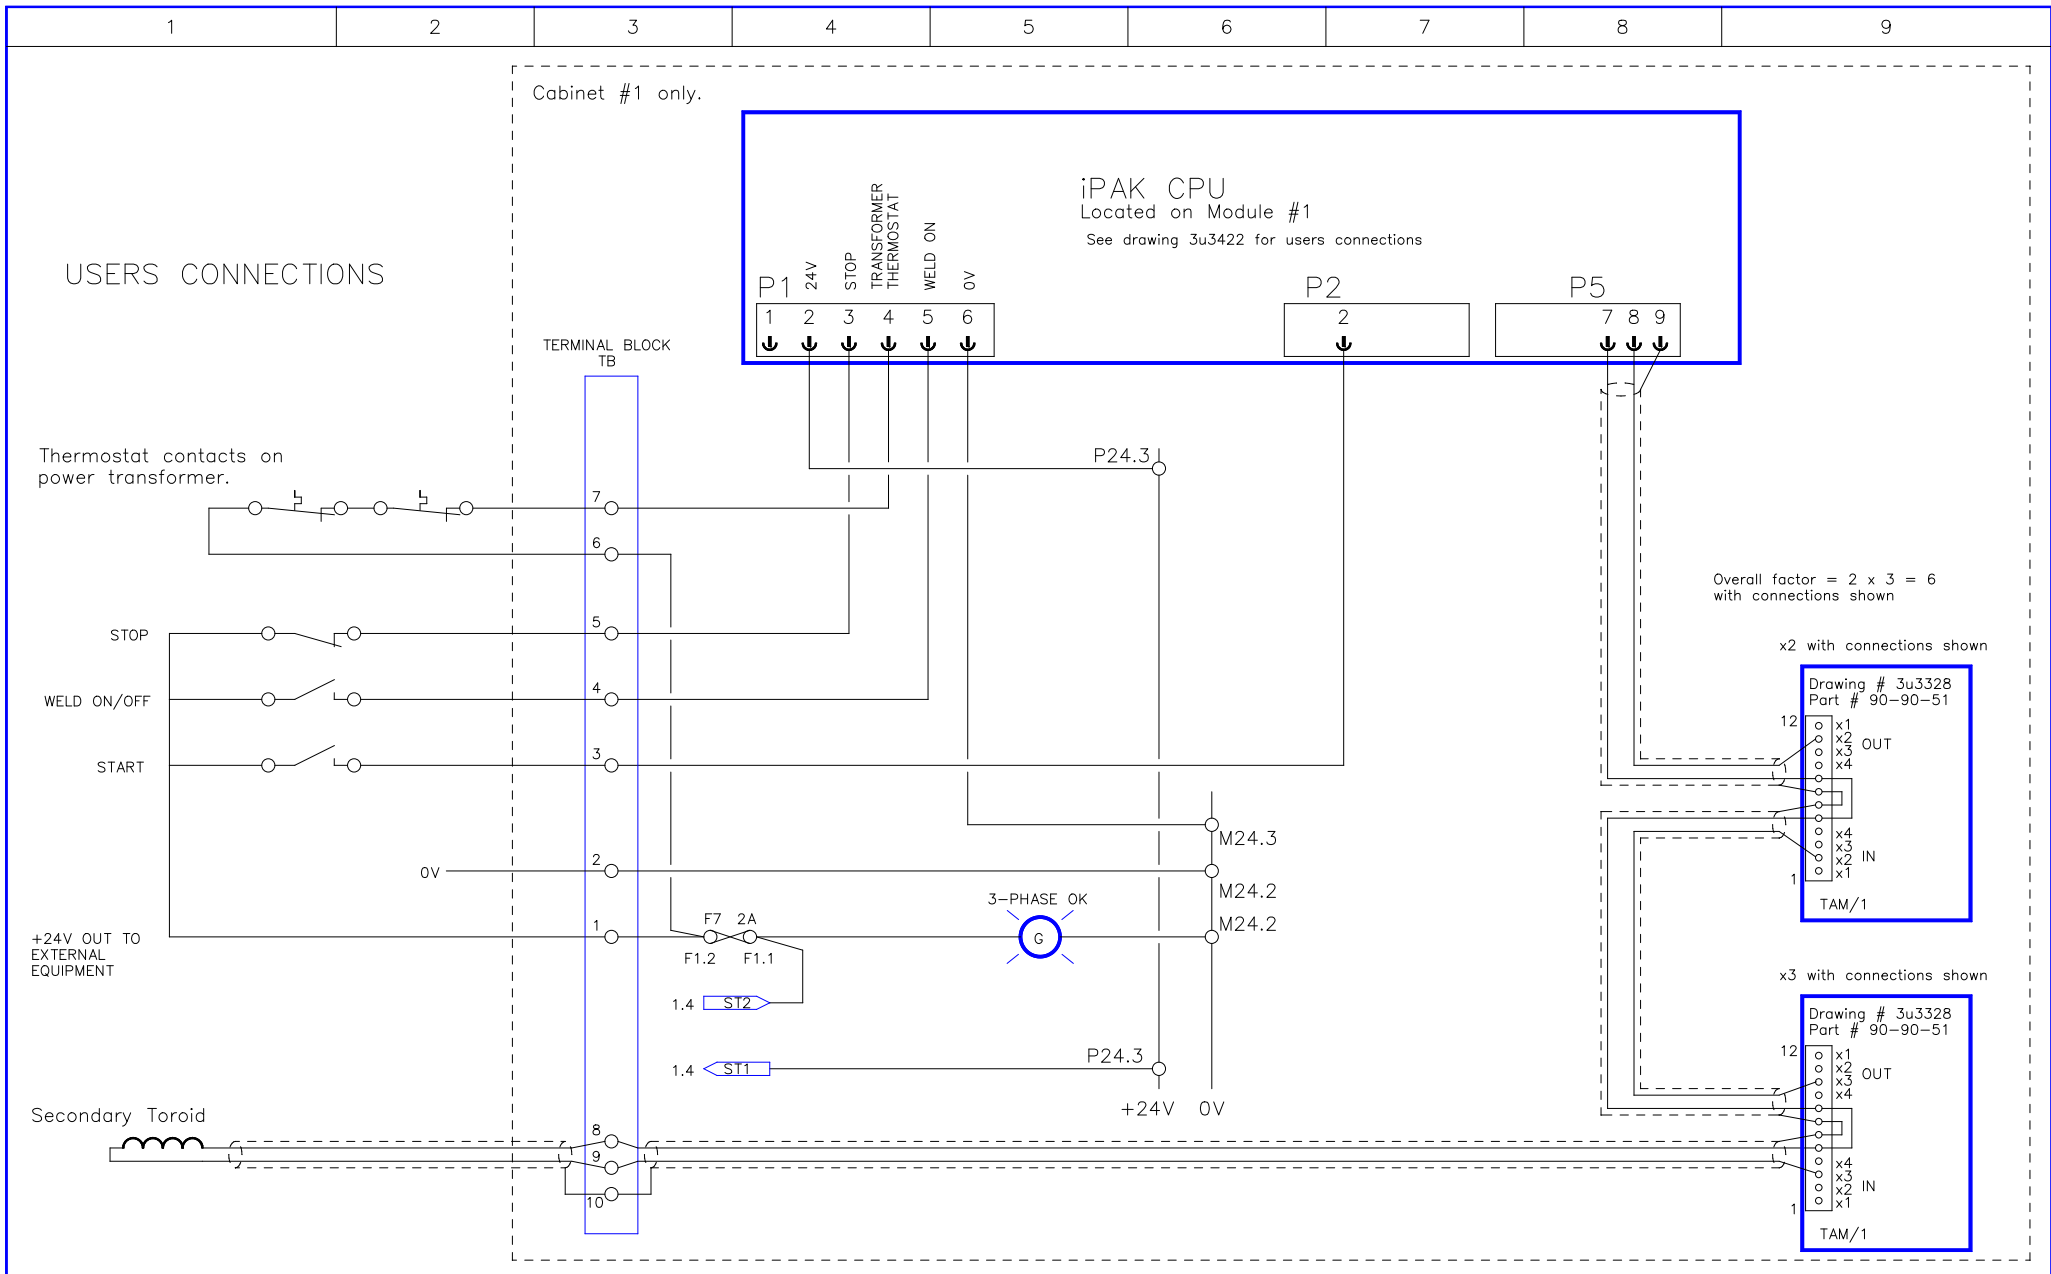 1 2 3 4 5 6 7 8 9
Cabinet #1 only.
iPAK CPU
Located on Module #1
See drawing 3u3422 for users connections
USERS CONNECTIONS
P1
24V
STOP
TRANSFORMER
THERMOSTAT
WELD ON
0V
1 2 3 4 5 6
P2
2
P5
7 8 9
TERMINAL BLOCK
TB
Thermostat contacts on
power transformer.
7
6
P24.3
STOP
5
WELD ON/OFF
4
START
3
0V
2
M24.3
M24.2
M24.2
3-PHASE OK
G
+24V OUT TO
EXTERNAL
EQUIPMENT
1
F7 2A
F1.2 F1.1
1.4 ST2
1.4 ST1
P24.3
+24V 0V
Secondary Toroid
8
9
10
Overall factor = 2 x 3 = 6
with connections shown
x2 with connections shown
Drawing # 3u3328
Part # 90-90-51
12
x1
x2
x3
x4
OUT
x4
x3
x2
x1
IN
1
TAM/1
x3 with connections shown
Drawing # 3u3328
Part # 90-90-51
12
x1
x2
x3
x4
OUT
x4
x3
x2
x1
IN
1
TAM/1